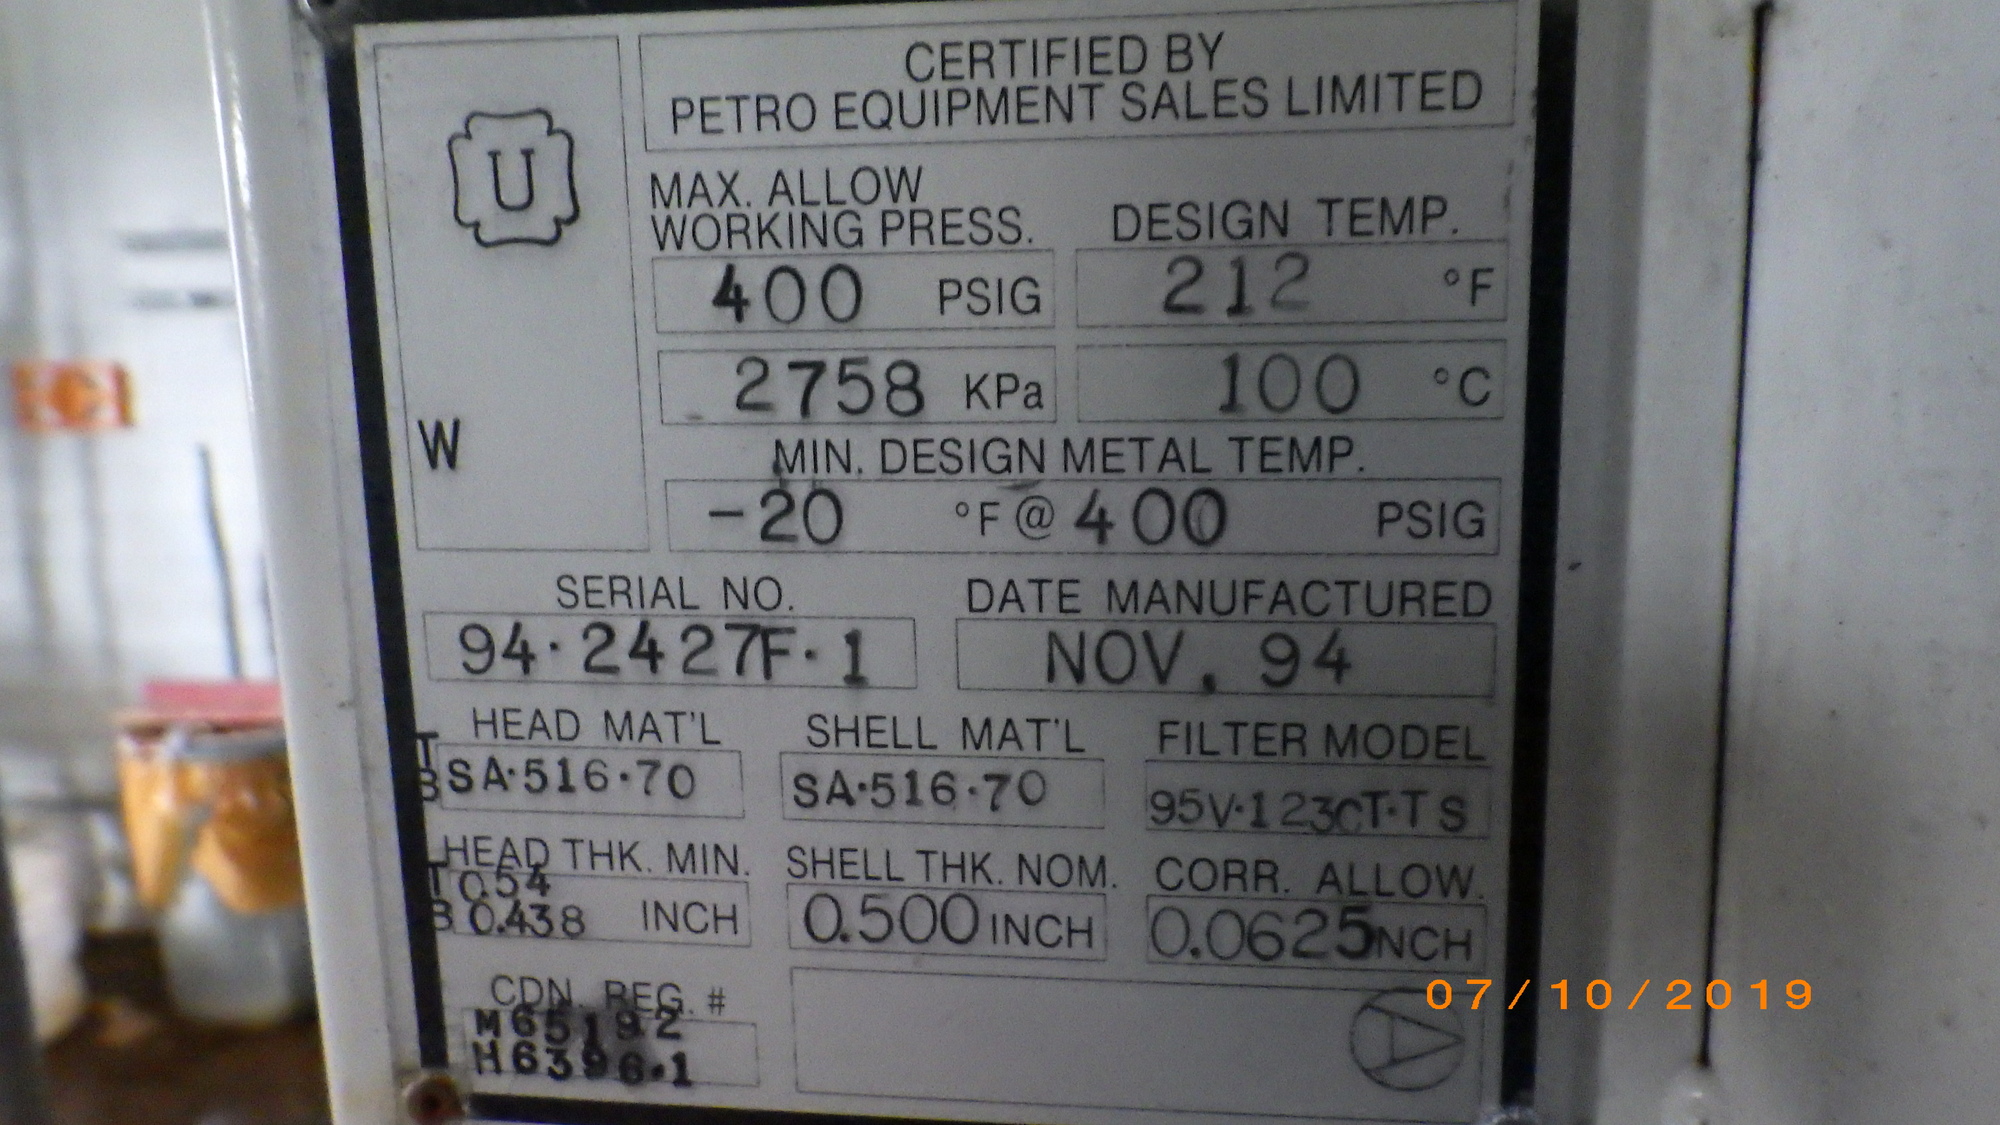 CERTIFIED BY
PETRO EQUIPMENT SALES LIMITED
U
W
MAX. ALLOW
WORKING PRESS.
DESIGN TEMP.
400 PSIG
212 °F
2758 KPa
100 °C
MIN. DESIGN METAL TEMP.
-20 °F @ 400 PSIG
SERIAL NO.
DATE MANUFACTURED
94·2427F·1
NOV. 94
HEAD MAT'L
SHELL MAT'L
FILTER MODEL
T
B
SA·516·70
SA·516·70
95V·123CT·TS
HEAD THK. MIN.
SHELL THK. NOM.
CORR. ALLOW.
T 0.54
B 0.438 INCH
0.500 INCH
0.0625 NCH
CDN. REG. #
M65192
H6396·1
07/10/2019